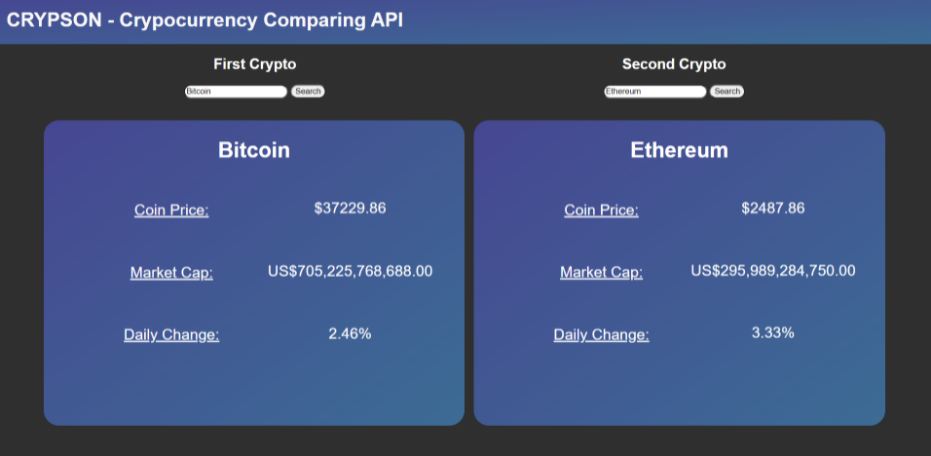 CRYPSON - Crypocurrency Comparing API
First Crypto
Bitcoin Search
Second Crypto
Ethereum Search
Bitcoin
Coin Price: $37229.86
Market Cap: US$705,225,768,688.00
Daily Change: 2.46%
Ethereum
Coin Price: $2487.86
Market Cap: US$295,989,284,750.00
Daily Change: 3.33%